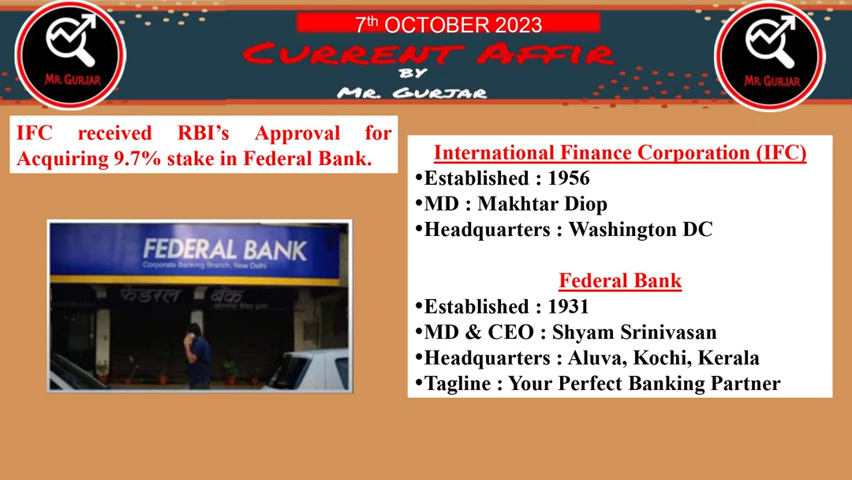 7th OCTOBER 2023
CURRENT AFFIR
BY
MR. GURJAR
MR. GURJAR
MR. GURJAR
IFC received RBI’s Approval for
Acquiring 9.7% stake in Federal Bank.
FEDERAL BANK
Corporate Banking Branch, New Delhi
फेडरल बैंक
International Finance Corporation (IFC)
•Established : 1956
•MD : Makhtar Diop
•Headquarters : Washington DC
Federal Bank
•Established : 1931
•MD & CEO : Shyam Srinivasan
•Headquarters : Aluva, Kochi, Kerala
•Tagline : Your Perfect Banking Partner